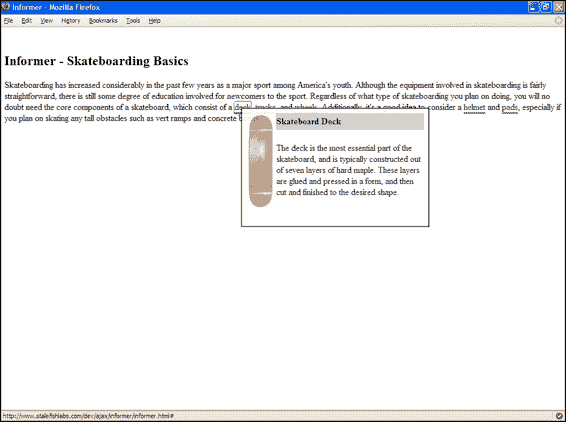 Informer - Mozilla Firefox
File Edit View History Bookmarks Tools Help
Informer - Skateboarding Basics
Skateboarding has increased considerably in the past few years as a major sport among America's youth. Although the equipment involved in skateboarding is fairly
straightforward, there is still some degree of education involved for newcomers to the sport. Regardless of what type of skateboarding you plan on doing, you will no
doubt need the core components of a skateboard, which consist of a deck, trucks, and wheels. Additionally, it's a good idea to consider a helmet and pads, especially if
you plan on skating any tall obstacles such as vert ramps and concrete
Skateboard Deck
The deck is the most essential part of the
skateboard, and is typically constructed out
of seven layers of hard maple. These layers
are glued and pressed in a form, and then
cut and finished to the desired shape.
http://www.stalefishlabs.com/dev/ajax/informer/informer.html#